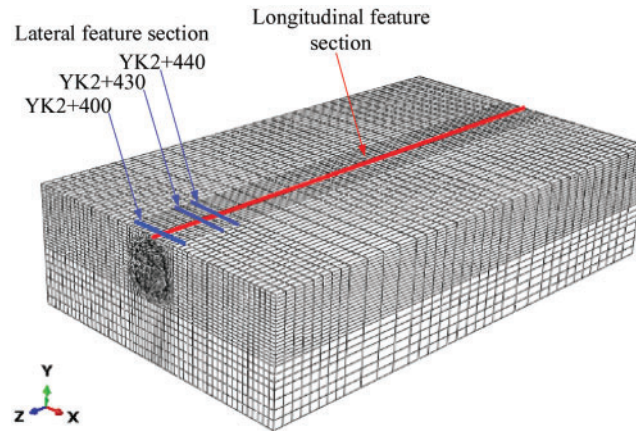 Longitudinal feature
section
Lateral feature section
YK2+440
YK2+430
YK2+400
Y
Z
X